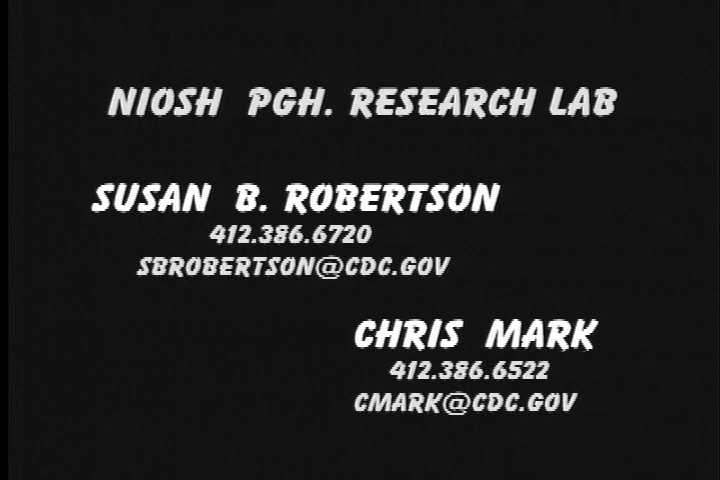 NIOSH PGH. RESEARCH LAB
SUSAN B. ROBERTSON
412.386.6720
SBROBERTSON@CDC.GOV
CHRIS MARK
412.386.6522
CMARK@CDC.GOV